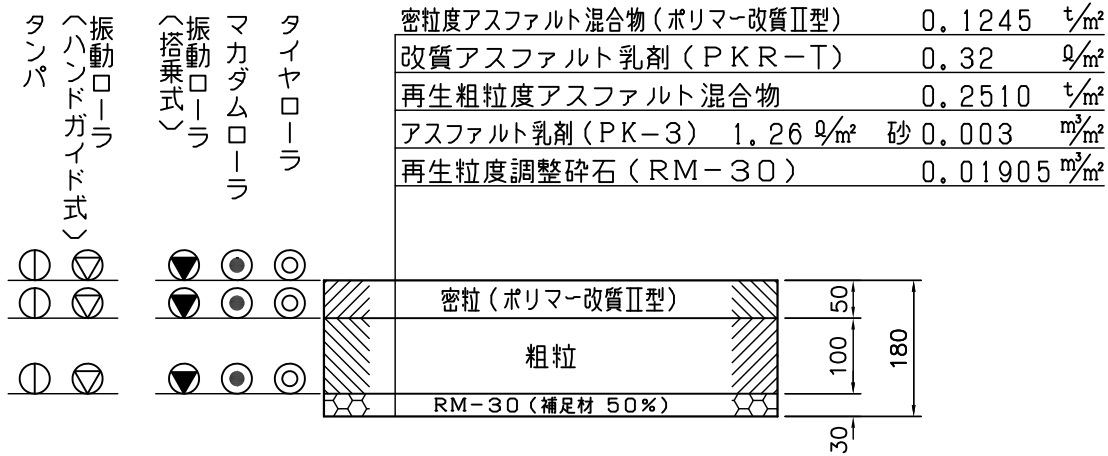 タンパ
振動ローラ
（ハンドガイド式）
振動ローラ
（搭乗式）
マカダムローラ
タイヤローラ
密粒度アスファルト混合物（ポリマー改質Ⅱ型） 0.1245 t/m²
改質アスファルト乳剤（PKR－T） 0.32 ℓ/m²
再生粗粒度アスファルト混合物 0.2510 t/m²
アスファルト乳剤（PK－3） 1.26 ℓ/m² 砂 0.003 m³/m²
再生粒度調整砕石（RM－30） 0.01905 m³/m²
密粒（ポリマー改質Ⅱ型）
粗粒
RM－30（補足材 50%）
50
100
180
30